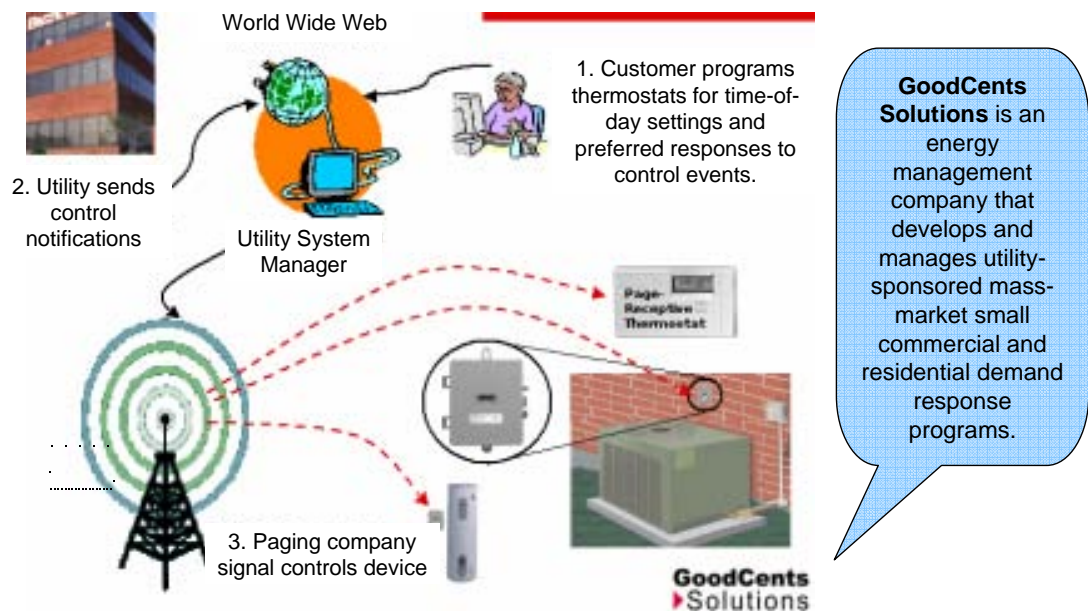 World Wide Web
1. Customer programs
thermostats for time-of-
day settings and
preferred responses to
control events.
2. Utility sends
control
notifications
Utility System
Manager
Page-
Receptive
Thermostat
3. Paging company
signal controls device
GoodCents
Solutions
GoodCents
Solutions is an
energy
management
company that
develops and
manages utility-
sponsored mass-
market small
commercial and
residential demand
response
programs.